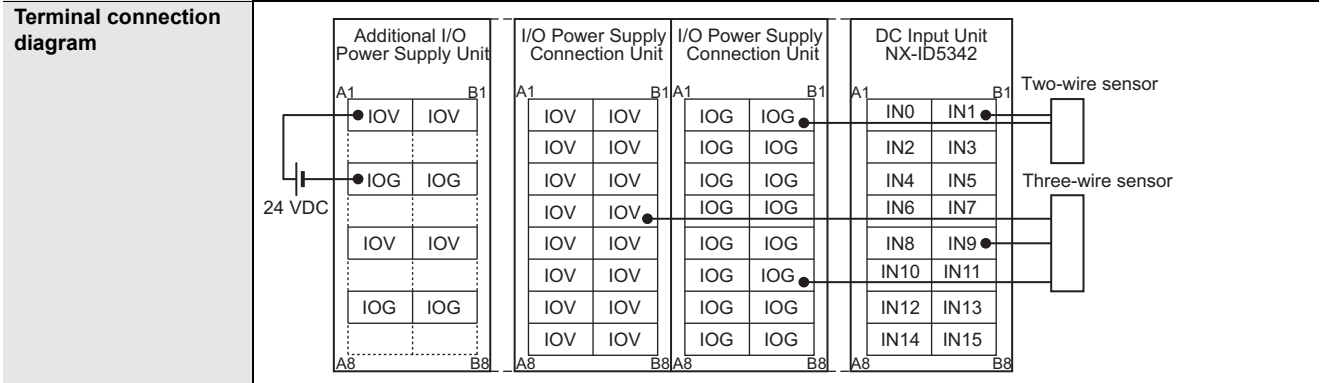 Terminal connection
diagram
Additional I/O
Power Supply Unit
I/O Power Supply
Connection Unit
I/O Power Supply
Connection Unit
DC Input Unit
NX-ID5342
Two-wire sensor
A1 B1 A1 B1 A1 B1 A1 B1
IOV IOV IOV IOV IOG IOG IN0 IN1
IOV IOV IOG IOG IN2 IN3
IOG IOG IOV IOV IOG IOG IN4 IN5
Three-wire sensor
24 VDC
IOV IOV IOG IOG IN6 IN7
IOV IOV IOV IOV IOG IOG IN8 IN9
IOV IOV IOG IOG IN10 IN11
IOG IOG IOV IOV IOG IOG IN12 IN13
IOV IOV IOG IOG IN14 IN15
A8 B8 A8 B8 A8 B8 A8 B8